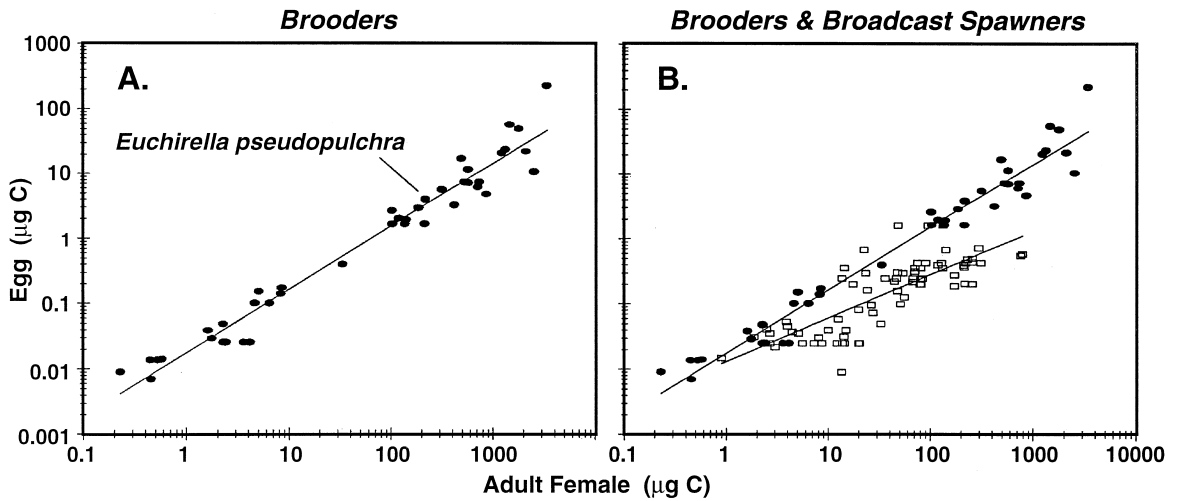 Brooders
Brooders & Broadcast Spawners
1000
100
10
1
0.1
0.01
0.001
Egg (µg C)
A.
Euchirella pseudopulchra
B.
0.1 1 10 100 1000
0.1 1 10 100 1000 10000
Adult Female (µg C)